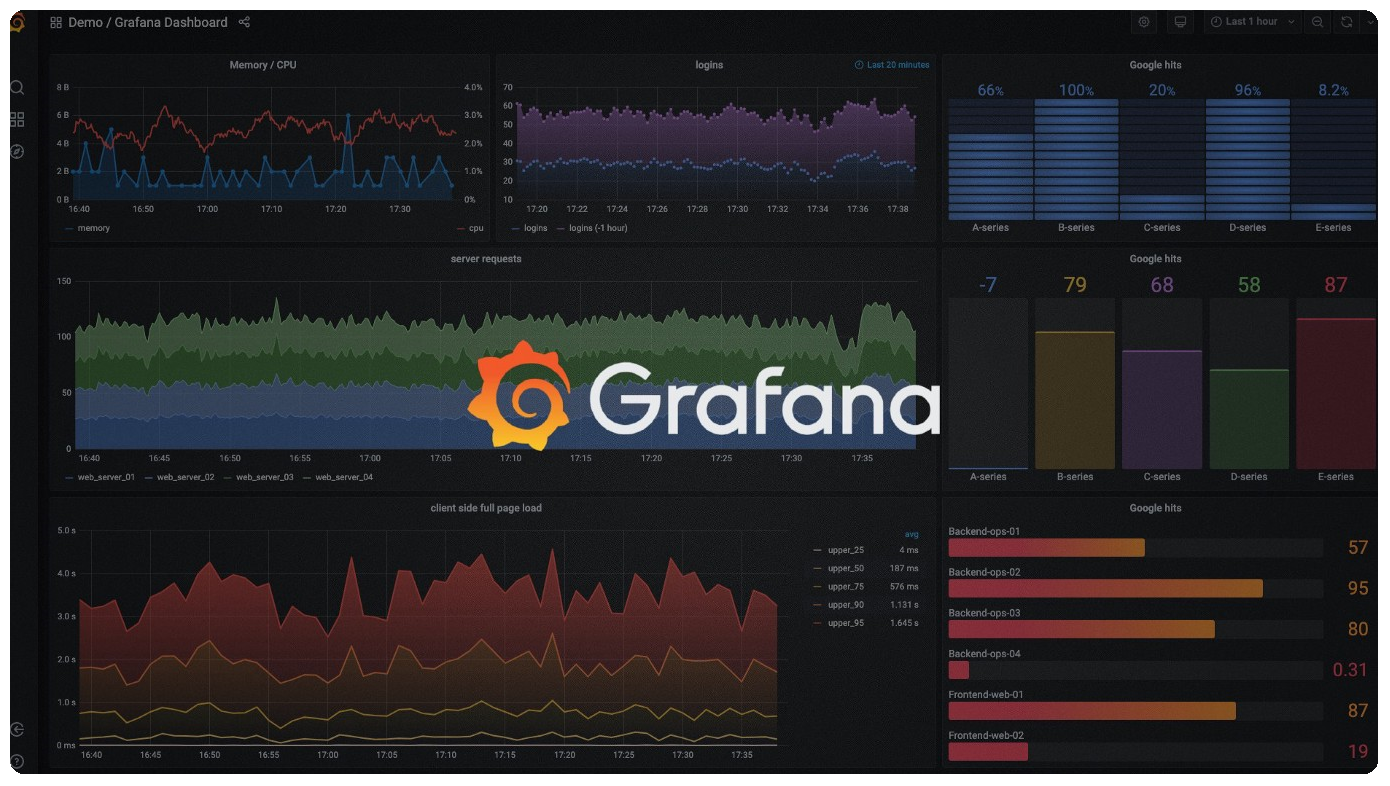 Demo / Grafana Dashboard
Last 1 hour
Memory / CPU
8 B
6 B
4 B
2 B
0 B
4.0%
3.0%
2.0%
1.0%
0%
16:40 16:50 17:00 17:10 17:20 17:30
memory cpu
logins
Last 20 minutes
70
60
50
40
30
20
10
17:20 17:22 17:24 17:26 17:28 17:30 17:32 17:34 17:36 17:38
logins logins (-1 hour)
Google hits
66% 100% 20% 96% 8.2%
A-series B-series C-series D-series E-series
server requests
150
100
50
0
16:40 16:45 16:50 16:55 17:00 17:05 17:10 17:15 17:20 17:25 17:30 17:35
web_server_01 web_server_02 web_server_03 web_server_04
Grafana
Google hits
-7 79 68 58 87
A-series B-series C-series D-series E-series
client side full page load
5.0 s
4.0 s
3.0 s
2.0 s
1.0 s
0 ms
16:40 16:45 16:50 16:55 17:00 17:05 17:10 17:15 17:20 17:25 17:30 17:35
avg
upper_25 4 ms
upper_50 187 ms
upper_75 576 ms
upper_90 1.131 s
upper_95 1.645 s
Google hits
Backend-ops-01
57
Backend-ops-02
95
Backend-ops-03
80
Backend-ops-04
0.31
Frontend-web-01
87
Frontend-web-02
19